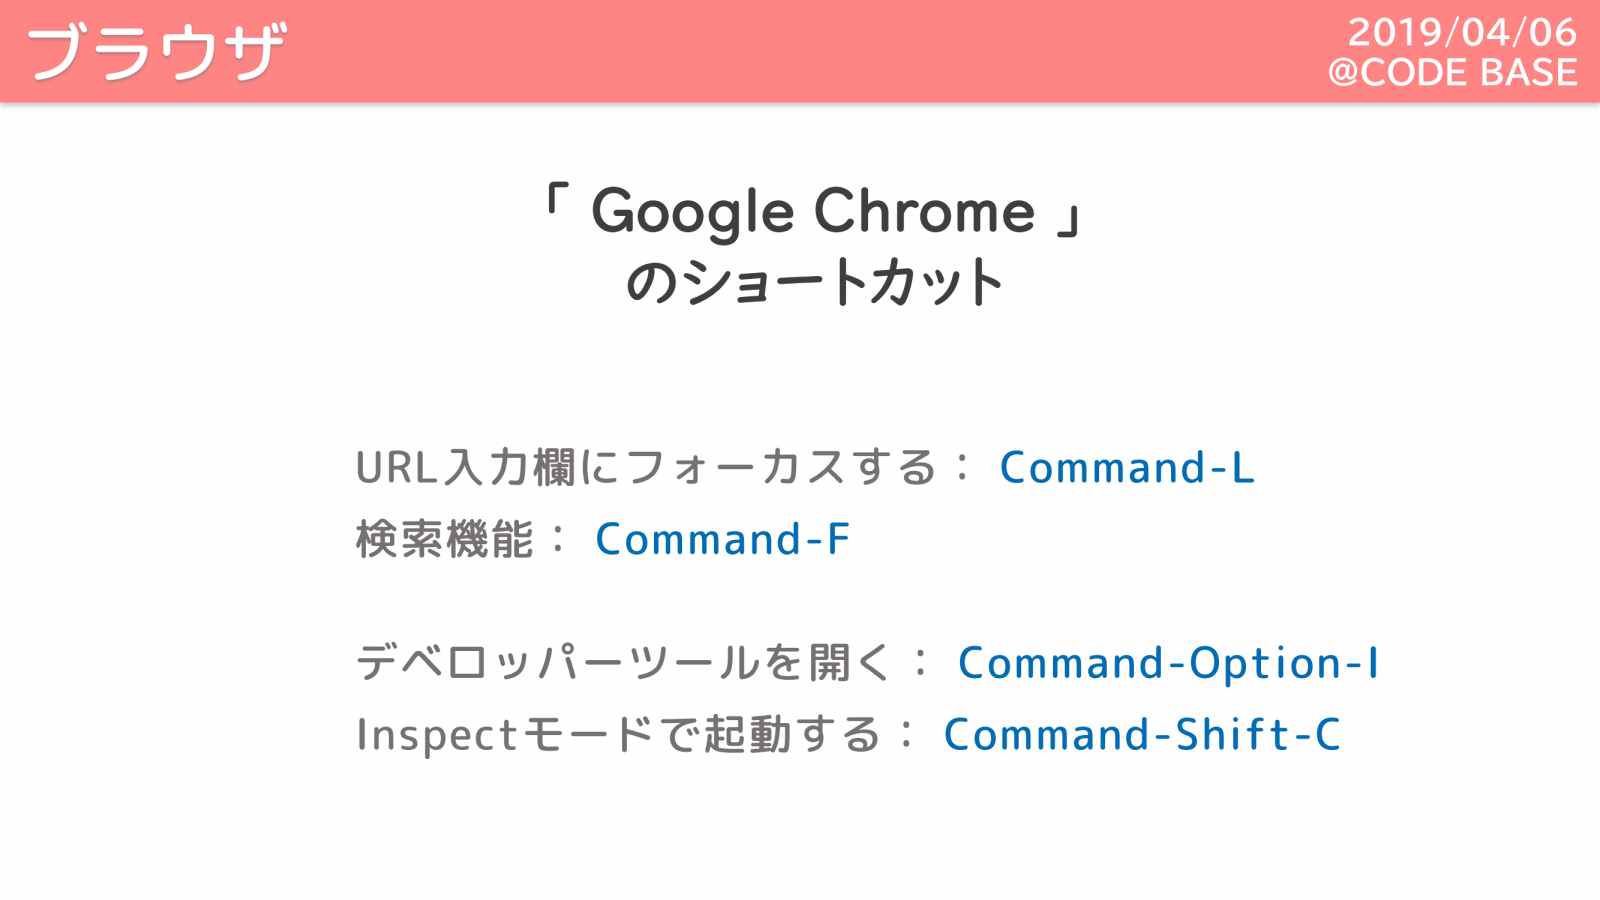 ブラウザ
2019/04/06
@CODE BASE
「 Google Chrome 」
のショートカット
URL入力欄にフォーカスする： Command-L
検索機能： Command-F
デベロッパーツールを開く： Command-Option-I
Inspectモードで起動する： Command-Shift-C